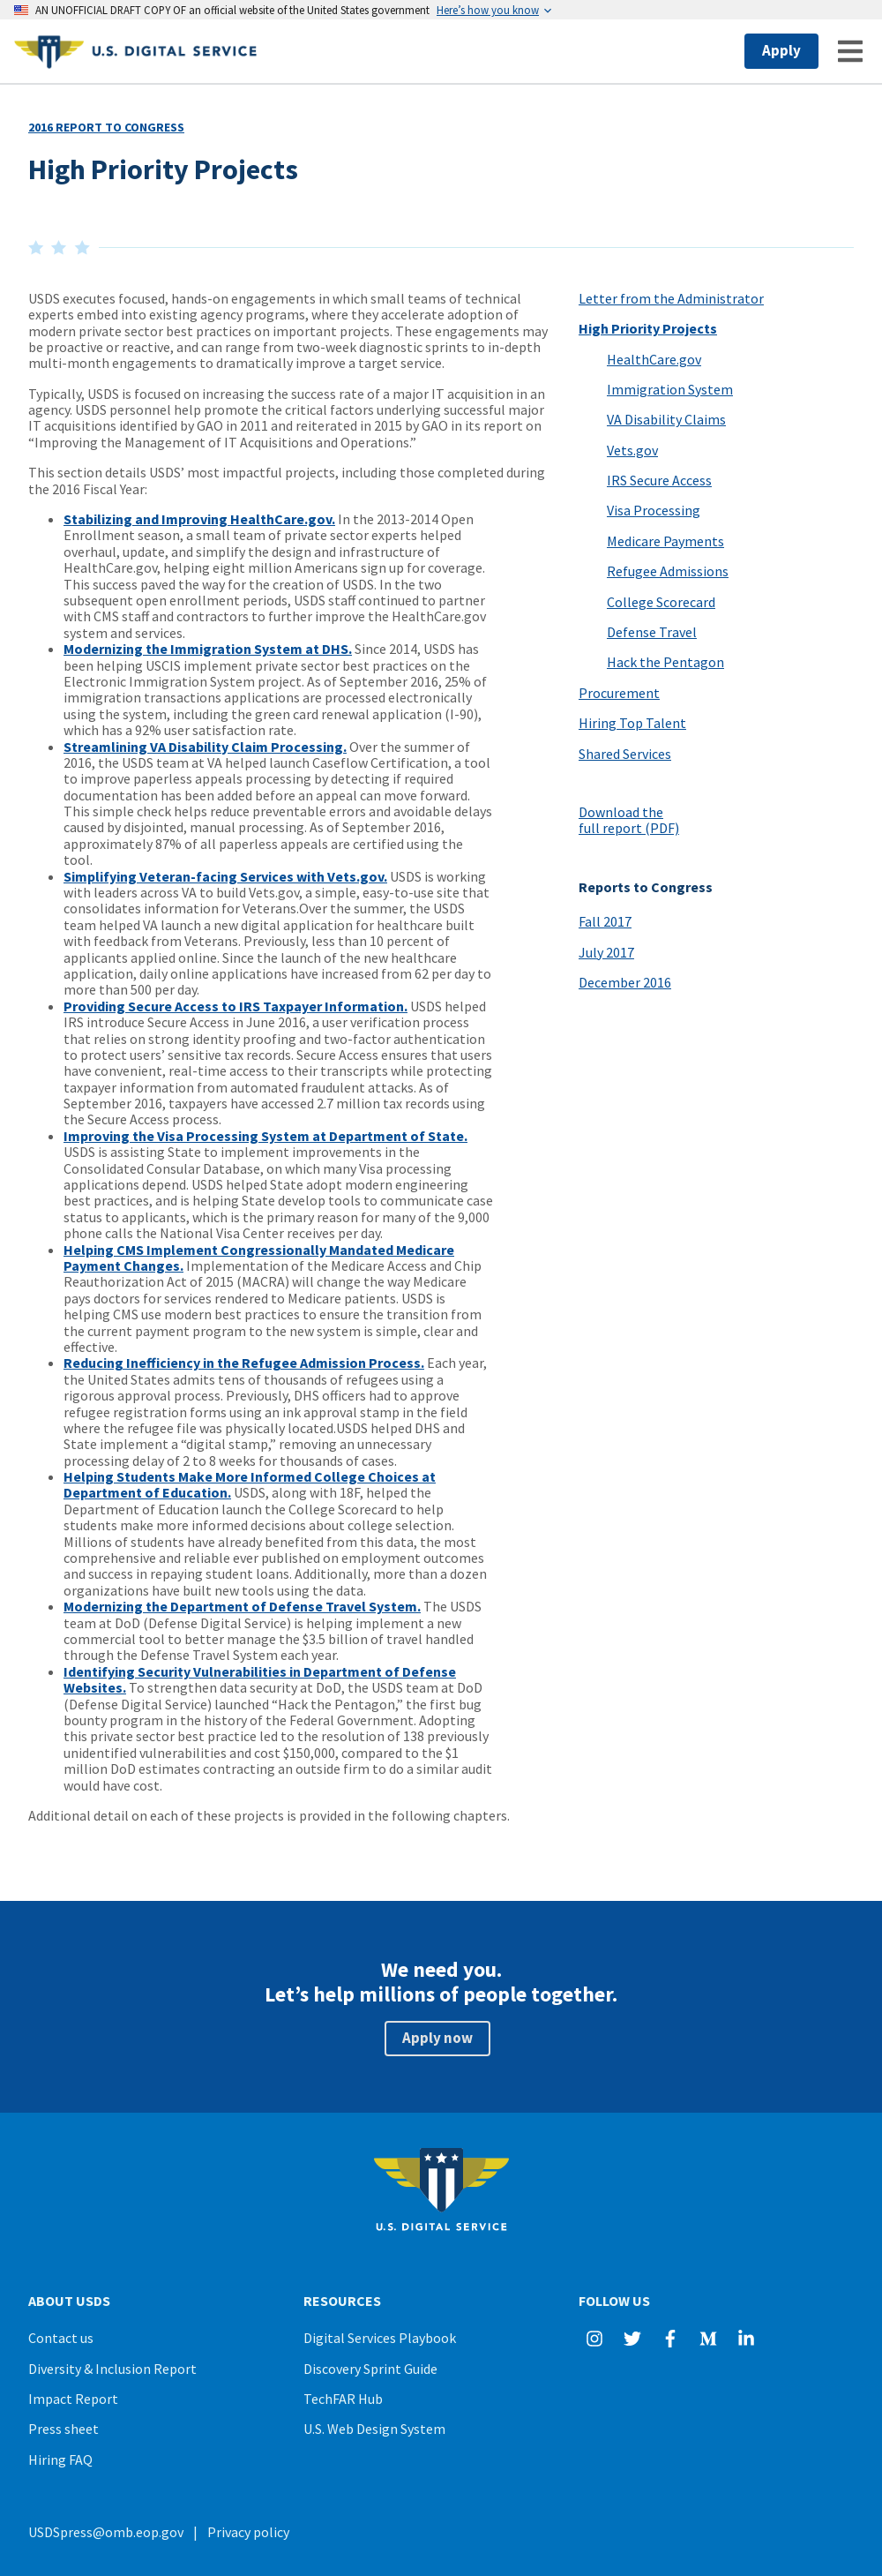 AN UNOFFICIAL DRAFT COPY OF an official website of the United States government Here’s how you know
U. S. DIGITAL SERVICE
Apply
2016 REPORT TO CONGRESS
High Priority Projects
USDS executes focused, hands-on engagements in which small teams of technical
experts embed into existing agency programs, where they accelerate adoption of
modern private sector best practices on important projects. These engagements may
be proactive or reactive, and can range from two-week diagnostic sprints to in-depth
multi-month engagements to dramatically improve a target service.
Typically, USDS is focused on increasing the success rate of a major IT acquisition in an
agency. USDS personnel help promote the critical factors underlying successful major
IT acquisitions identified by GAO in 2011 and reiterated in 2015 by GAO in its report on
“Improving the Management of IT Acquisitions and Operations.”
This section details USDS’ most impactful projects, including those completed during
the 2016 Fiscal Year:
Stabilizing and Improving HealthCare.gov. In the 2013-2014 Open
Enrollment season, a small team of private sector experts helped
overhaul, update, and simplify the design and infrastructure of
HealthCare.gov, helping eight million Americans sign up for coverage.
This success paved the way for the creation of USDS. In the two
subsequent open enrollment periods, USDS staff continued to partner
with CMS staff and contractors to further improve the HealthCare.gov
system and services.
Modernizing the Immigration System at DHS. Since 2014, USDS has
been helping USCIS implement private sector best practices on the
Electronic Immigration System project. As of September 2016, 25% of
immigration transactions applications are processed electronically
using the system, including the green card renewal application (I-90),
which has a 92% user satisfaction rate.
Streamlining VA Disability Claim Processing. Over the summer of
2016, the USDS team at VA helped launch Caseflow Certification, a tool
to improve paperless appeals processing by detecting if required
documentation has been added before an appeal can move forward.
This simple check helps reduce preventable errors and avoidable delays
caused by disjointed, manual processing. As of September 2016,
approximately 87% of all paperless appeals are certified using the
tool.
Simplifying Veteran-facing Services with Vets.gov. USDS is working
with leaders across VA to build Vets.gov, a simple, easy-to-use site that
consolidates information for Veterans.Over the summer, the USDS
team helped VA launch a new digital application for healthcare built
with feedback from Veterans. Previously, less than 10 percent of
applicants applied online. Since the launch of the new healthcare
application, daily online applications have increased from 62 per day to
more than 500 per day.
Providing Secure Access to IRS Taxpayer Information. USDS helped
IRS introduce Secure Access in June 2016, a user verification process
that relies on strong identity proofing and two-factor authentication
to protect users’ sensitive tax records. Secure Access ensures that users
have convenient, real-time access to their transcripts while protecting
taxpayer information from automated fraudulent attacks. As of
September 2016, taxpayers have accessed 2.7 million tax records using
the Secure Access process.
Improving the Visa Processing System at Department of State.
USDS is assisting State to implement improvements in the
Consolidated Consular Database, on which many Visa processing
applications depend. USDS helped State adopt modern engineering
best practices, and is helping State develop tools to communicate case
status to applicants, which is the primary reason for many of the 9,000
phone calls the National Visa Center receives per day.
Helping CMS Implement Congressionally Mandated Medicare
Payment Changes. Implementation of the Medicare Access and Chip
Reauthorization Act of 2015 (MACRA) will change the way Medicare
pays doctors for services rendered to Medicare patients. USDS is
helping CMS use modern best practices to ensure the transition from
the current payment program to the new system is simple, clear and
effective.
Reducing Inefficiency in the Refugee Admission Process. Each year,
the United States admits tens of thousands of refugees using a
rigorous approval process. Previously, DHS officers had to approve
refugee registration forms using an ink approval stamp in the field
where the refugee file was physically located.USDS helped DHS and
State implement a “digital stamp,” removing an unnecessary
processing delay of 2 to 8 weeks for thousands of cases.
Helping Students Make More Informed College Choices at
Department of Education. USDS, along with 18F, helped the
Department of Education launch the College Scorecard to help
students make more informed decisions about college selection.
Millions of students have already benefited from this data, the most
comprehensive and reliable ever published on employment outcomes
and success in repaying student loans. Additionally, more than a dozen
organizations have built new tools using the data.
Modernizing the Department of Defense Travel System. The USDS
team at DoD (Defense Digital Service) is helping implement a new
commercial tool to better manage the $3.5 billion of travel handled
through the Defense Travel System each year.
Identifying Security Vulnerabilities in Department of Defense
Websites. To strengthen data security at DoD, the USDS team at DoD
(Defense Digital Service) launched “Hack the Pentagon,” the first bug
bounty program in the history of the Federal Government. Adopting
this private sector best practice led to the resolution of 138 previously
unidentified vulnerabilities and cost $150,000, compared to the $1
million DoD estimates contracting an outside firm to do a similar audit
would have cost.
Additional detail on each of these projects is provided in the following chapters.
Letter from the Administrator
High Priority Projects
HealthCare.gov
Immigration System
VA Disability Claims
Vets.gov
IRS Secure Access
Visa Processing
Medicare Payments
Refugee Admissions
College Scorecard
Defense Travel
Hack the Pentagon
Procurement
Hiring Top Talent
Shared Services
Download the
full report (PDF)
Reports to Congress
Fall 2017
July 2017
December 2016
We need you.
Let’s help millions of people together.
Apply now
U.S. DIGITAL SERVICE
ABOUT USDS
Contact us
Diversity & Inclusion Report
Impact Report
Press sheet
Hiring FAQ
RESOURCES
Digital Services Playbook
Discovery Sprint Guide
TechFAR Hub
U.S. Web Design System
FOLLOW US
USDSpress@omb.eop.gov | Privacy policy